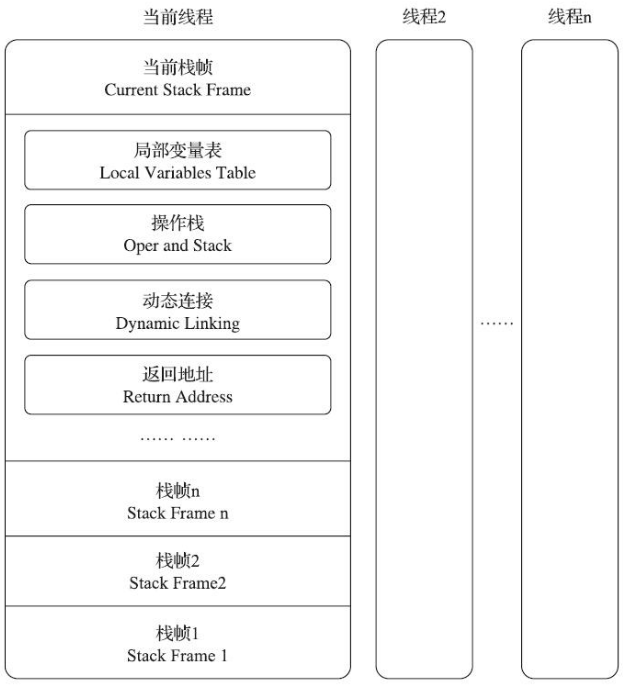 当前线程
线程2
线程n
当前栈帧
Current Stack Frame
局部变量表
Local Variables Table
操作栈
Oper and Stack
动态连接
Dynamic Linking
……
返回地址
Return Address
…… ……
栈帧n
Stack Frame n
栈帧2
Stack Frame2
栈帧1
Stack Frame 1